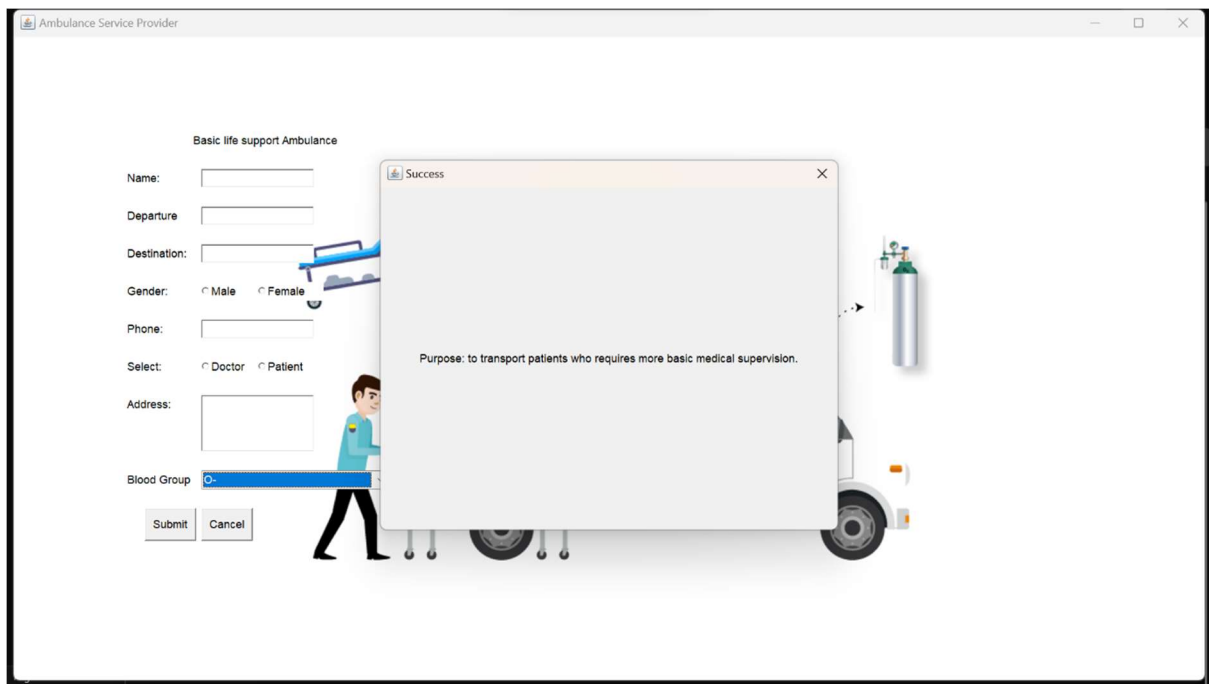 Ambulance Service Provider
Basic life support Ambulance
Name:
Success
Departure
Destination:
Gender: Male Female
Phone:
Purpose: to transport patients who requires more basic medical supervision.
Select: Doctor Patient
Address:
Blood Group O-
Submit Cancel